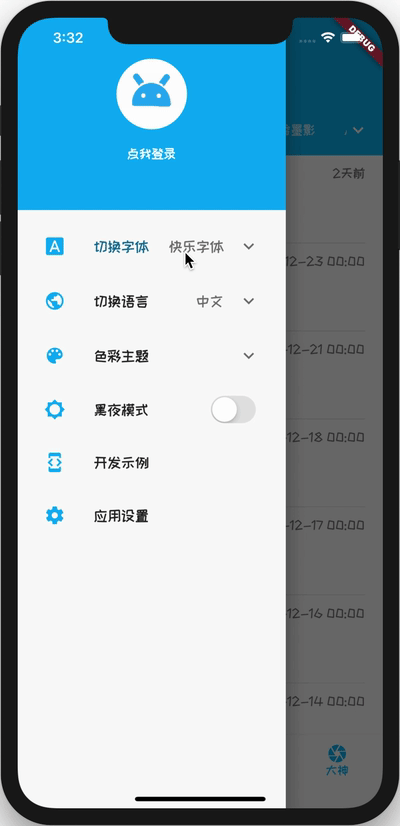 3:32
DEBUG
点我登录
2天前
切换字体 快乐字体
12-23 00:00
切换语言 中文
12-21 00:00
色彩主题
黑夜模式
12-18 00:00
开发示例
应用设置
12-17 00:00
12-16 00:00
12-14 00:00
大神